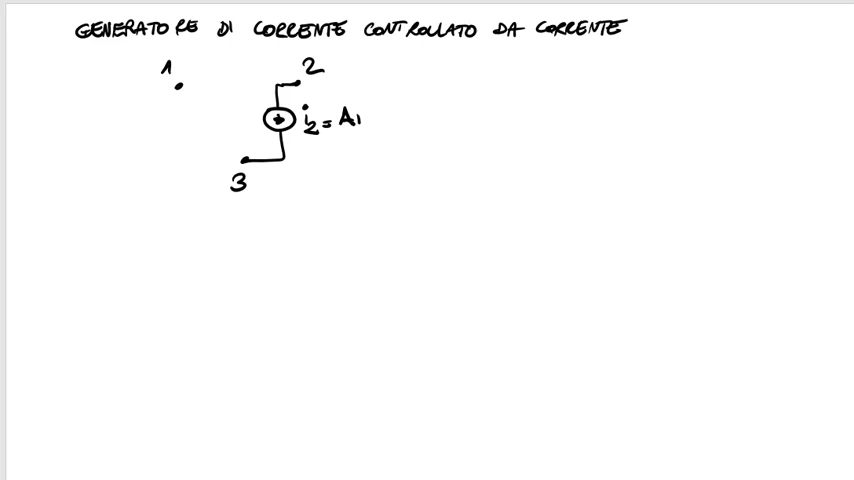 GENERATORE DI CORRENTE CONTROLLATO DA CORRENTE
1
2
i2 = Ai
3